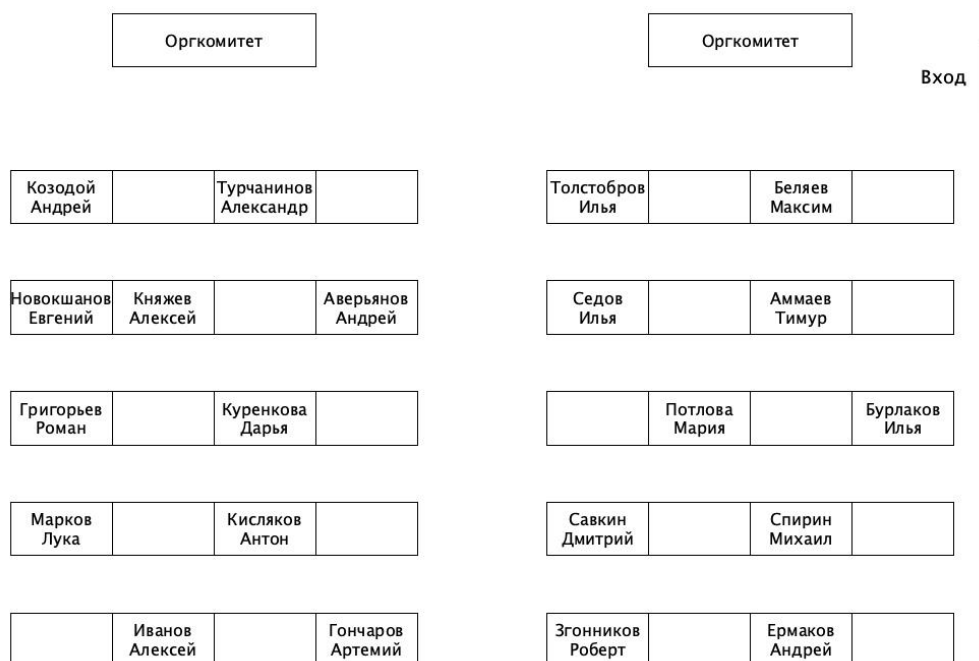 Оргкомитет
Оргкомитет
Вход
Козодой
Андрей
Турчанинов
Александр
Толстобров
Илья
Беляев
Максим
Новокшанов
Евгений
Княжев
Алексей
Аверьянов
Андрей
Седов
Илья
Аммаев
Тимур
Григорьев
Роман
Куренкова
Дарья
Потлова
Мария
Бурлаков
Илья
Марков
Лука
Кисляков
Антон
Савкин
Дмитрий
Спирин
Михаил
Иванов
Алексей
Гончаров
Артемий
Згонников
Роберт
Ермаков
Андрей